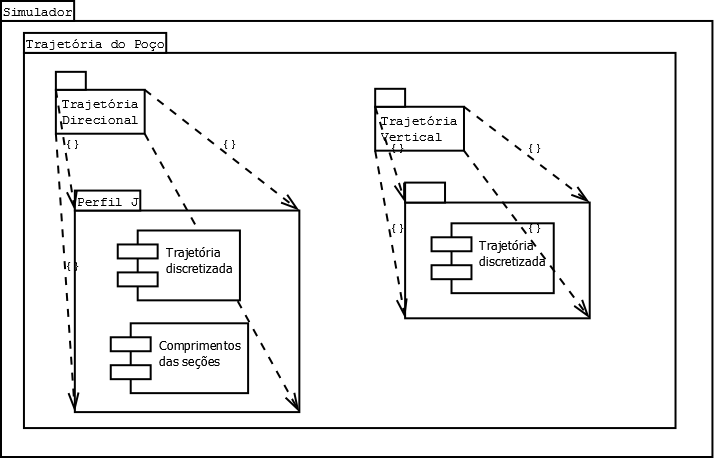 Simulador
Trajetória do Poço
Trajetória
Direcional
{}
{}
Perfil J
{}
Trajetória
discretizada
Comprimentos
das seções
Trajetória
Vertical
{}
{}
{}
{}
Trajetória
discretizada